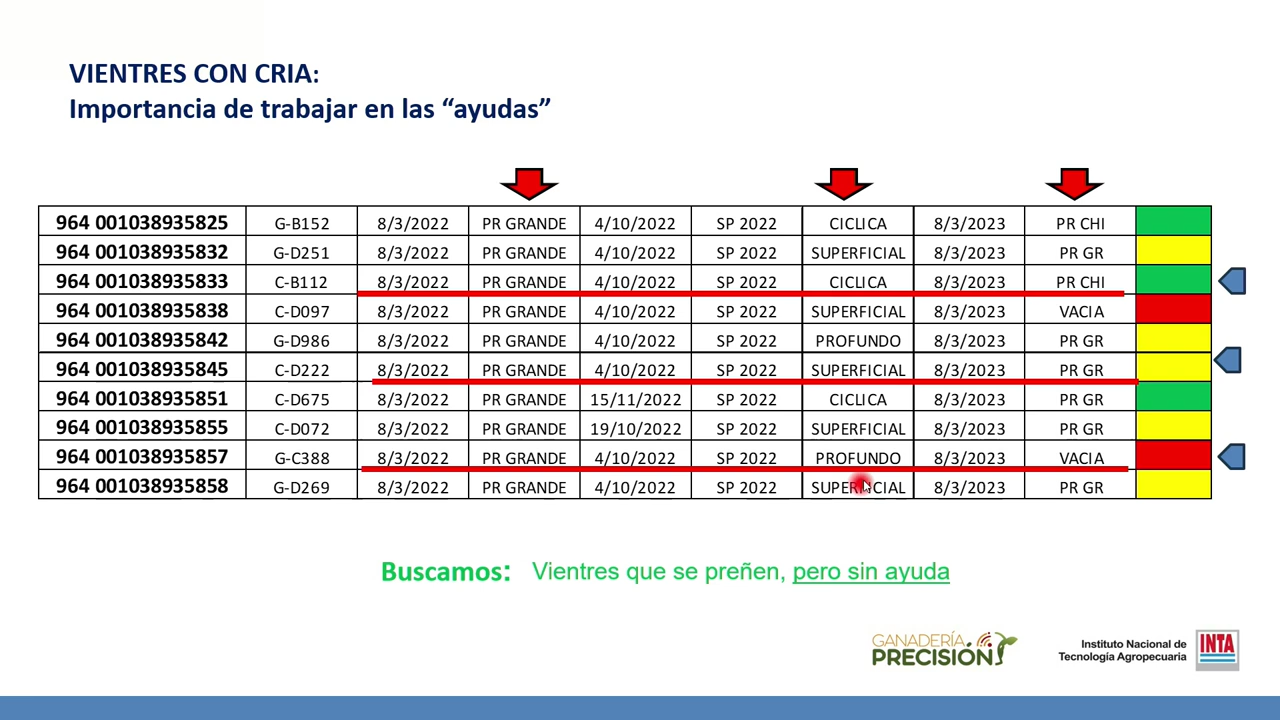 VIENTRES CON CRIA:
Importancia de trabajar en las “ayudas”
964 001038935825 G-B152 8/3/2022 PR GRANDE 4/10/2022 SP 2022 CICLICA 8/3/2023 PR CHI
964 001038935832 G-D251 8/3/2022 PR GRANDE 4/10/2022 SP 2022 SUPERFICIAL 8/3/2023 PR GR
964 001038935833 C-B112 8/3/2022 PR GRANDE 4/10/2022 SP 2022 CICLICA 8/3/2023 PR CHI
964 001038935838 C-D097 8/3/2022 PR GRANDE 4/10/2022 SP 2022 SUPERFICIAL 8/3/2023 VACIA
964 001038935842 G-D986 8/3/2022 PR GRANDE 4/10/2022 SP 2022 PROFUNDO 8/3/2023 PR GR
964 001038935845 C-D222 8/3/2022 PR GRANDE 4/10/2022 SP 2022 SUPERFICIAL 8/3/2023 PR GR
964 001038935851 C-D675 8/3/2022 PR GRANDE 15/11/2022 SP 2022 CICLICA 8/3/2023 PR GR
964 001038935855 C-D072 8/3/2022 PR GRANDE 19/10/2022 SP 2022 SUPERFICIAL 8/3/2023 PR GR
964 001038935857 G-C388 8/3/2022 PR GRANDE 4/10/2022 SP 2022 PROFUNDO 8/3/2023 VACIA
964 001038935858 G-D269 8/3/2022 PR GRANDE 4/10/2022 SP 2022 SUPERFICIAL 8/3/2023 PR GR
Buscamos: Vientres que se preñen, pero sin ayuda
GANADERÍA
PRECISIÓN
Instituto Nacional de
Tecnología Agropecuaria
INTA